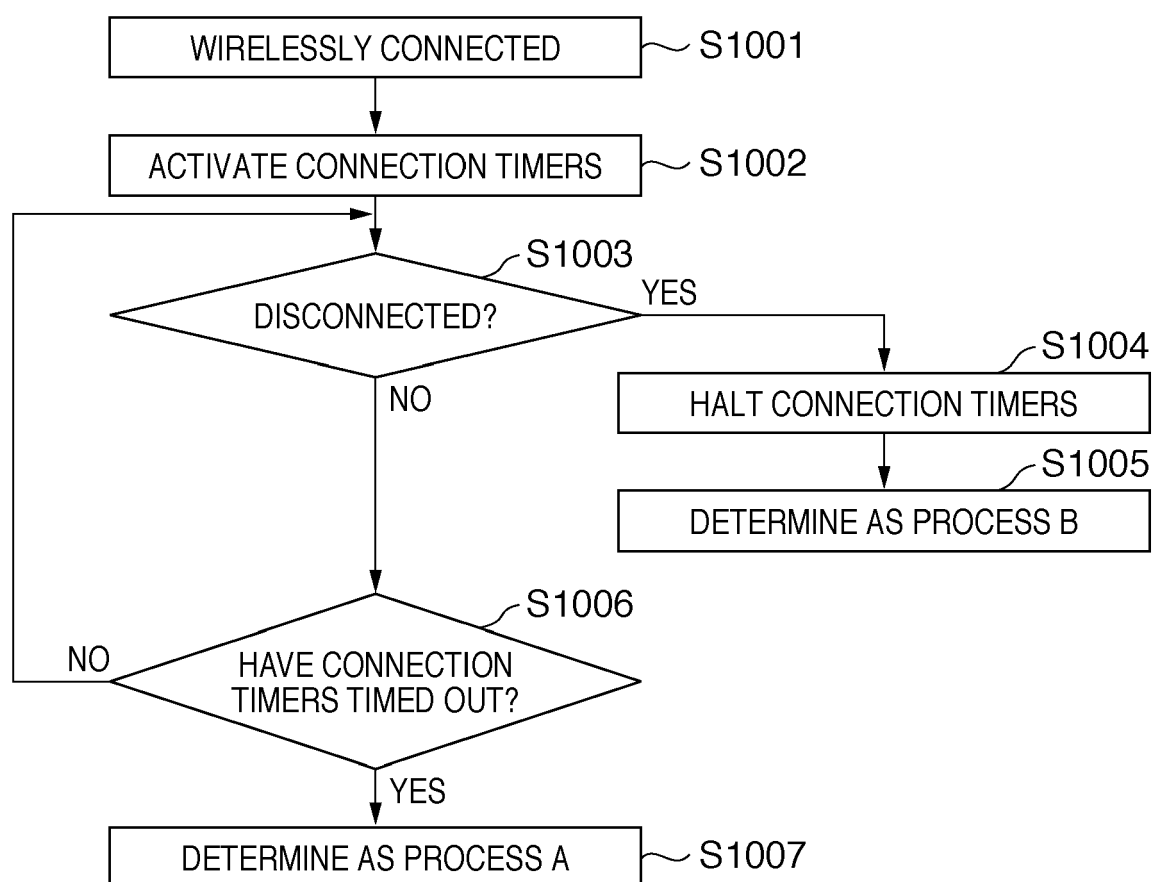 WIRELESSLY CONNECTED
S1001
ACTIVATE CONNECTION TIMERS
S1002
S1003
DISCONNECTED?
YES
NO
S1004
HALT CONNECTION TIMERS
S1005
DETERMINE AS PROCESS B
S1006
HAVE CONNECTION
TIMERS TIMED OUT?
NO
YES
DETERMINE AS PROCESS A
S1007